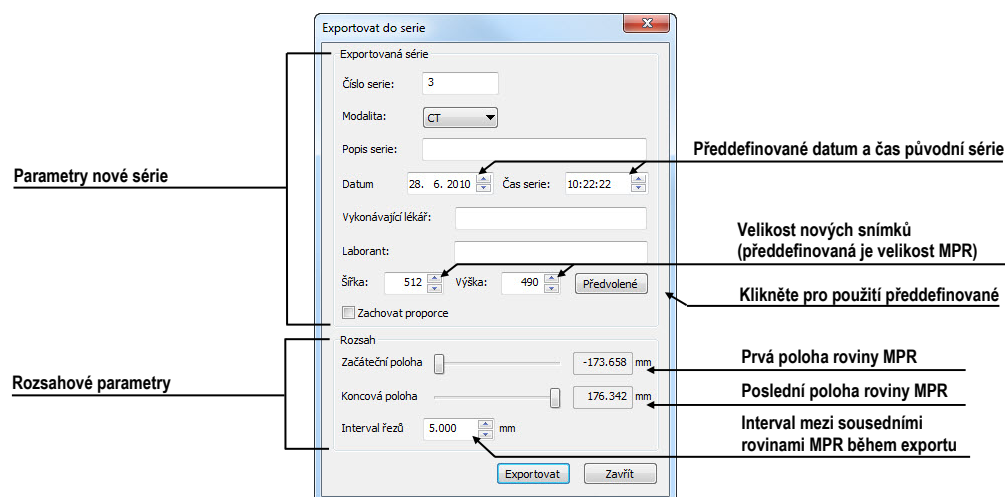 Exportovat do serie
Exportovaná série
Číslo serie: 3
Modalita: CT
Popis serie:
Datum 28. 6. 2010 Čas serie: 10:22:22
Vykonávající lékář:
Laborant:
Šířka: 512 Výška: 490 Předvolené
Zachovat proporce
Rozsah
Začáteční poloha -173.658 mm
Koncová poloha 176.342 mm
Interval řezů 5.000 mm
Exportovat Zavřít
Parametry nové série
Rozsahové parametry
Předdefinované datum a čas původní série
Velikost nových snímků
(předdefinovaná je velikost MPR)
Klikněte pro použití předdefinované
Prvá poloha roviny MPR
Poslední poloha roviny MPR
Interval mezi sousedními
rovinami MPR během exportu